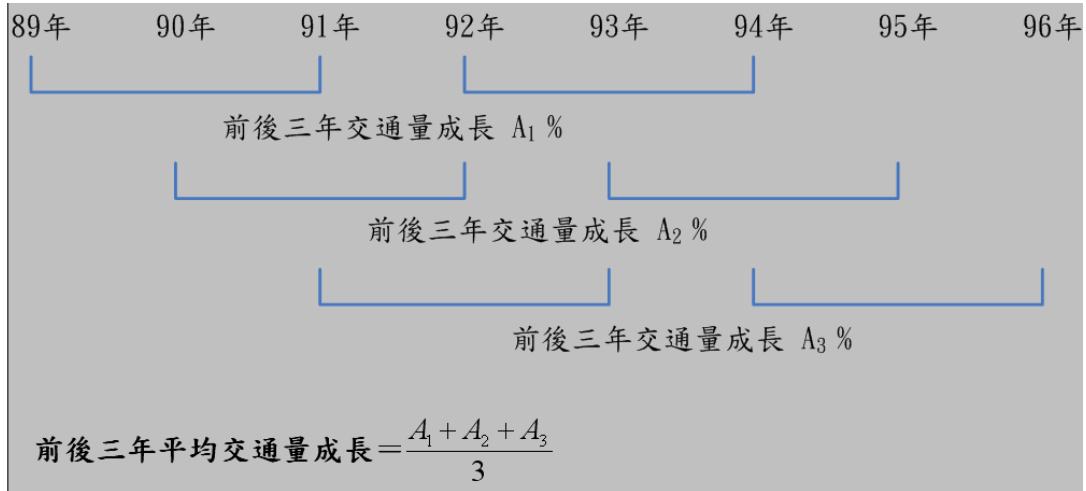 89年 90年 91年 92年 93年 94年 95年 96年
前後三年交通量成長 A₁ %
前後三年交通量成長 A₂ %
前後三年交通量成長 A₃ %
前後三年平均交通量成長=(A₁+A₂+A₃)/3